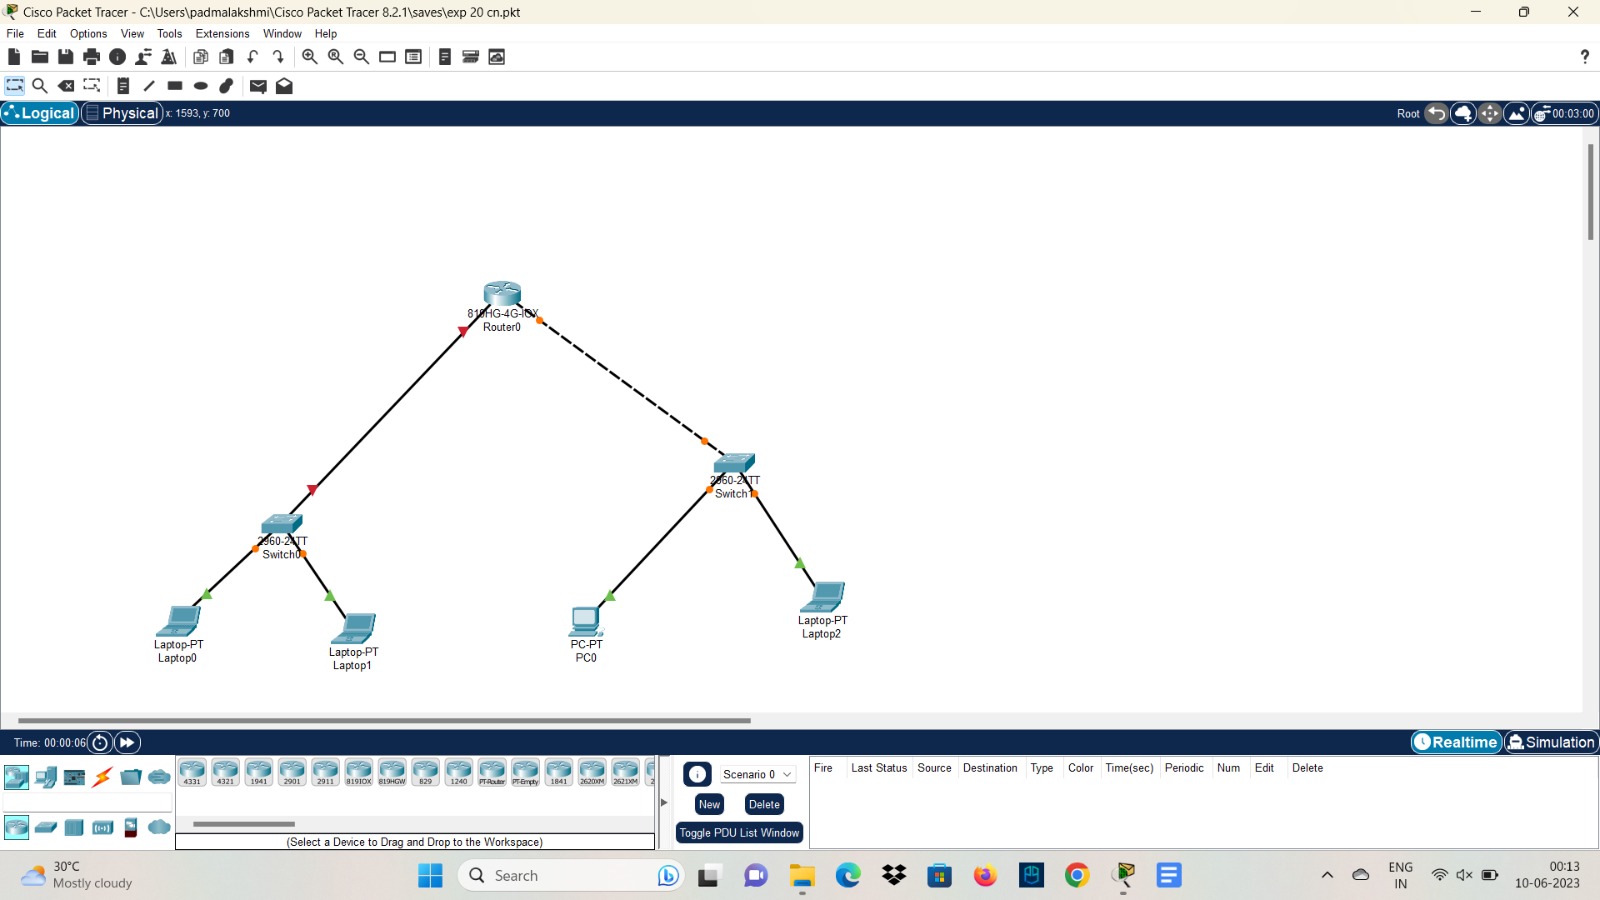 Cisco Packet Tracer - C:\Users\padmalakshmi\Cisco Packet Tracer 8.2.1\saves\exp 20 cn.pkt
File Edit Options View Tools Extensions Window Help
?
Logical Physical x: 1593, y: 700 Root 00:03:00
819HG-4G-IOX
Router0
2960-24TT
Switch1
2960-24TT
Switch0
Laptop-PT
Laptop2
Laptop-PT
Laptop0
Laptop-PT
Laptop1
PC-PT
PC0
Time: 00:00:06 Realtime Simulation
4331 4321 1941 2901 2911 819IOX 819HGW 829 1240 PT-Router PT-Empty 1841 2620XM 2621XM 2
Scenario 0
New Delete
Toggle PDU List Window
(Select a Device to Drag and Drop to the Workspace)
Fire Last Status Source Destination Type Color Time(sec) Periodic Num Edit Delete
30°C
Mostly cloudy
Search
ENG
IN
00:13
10-06-2023